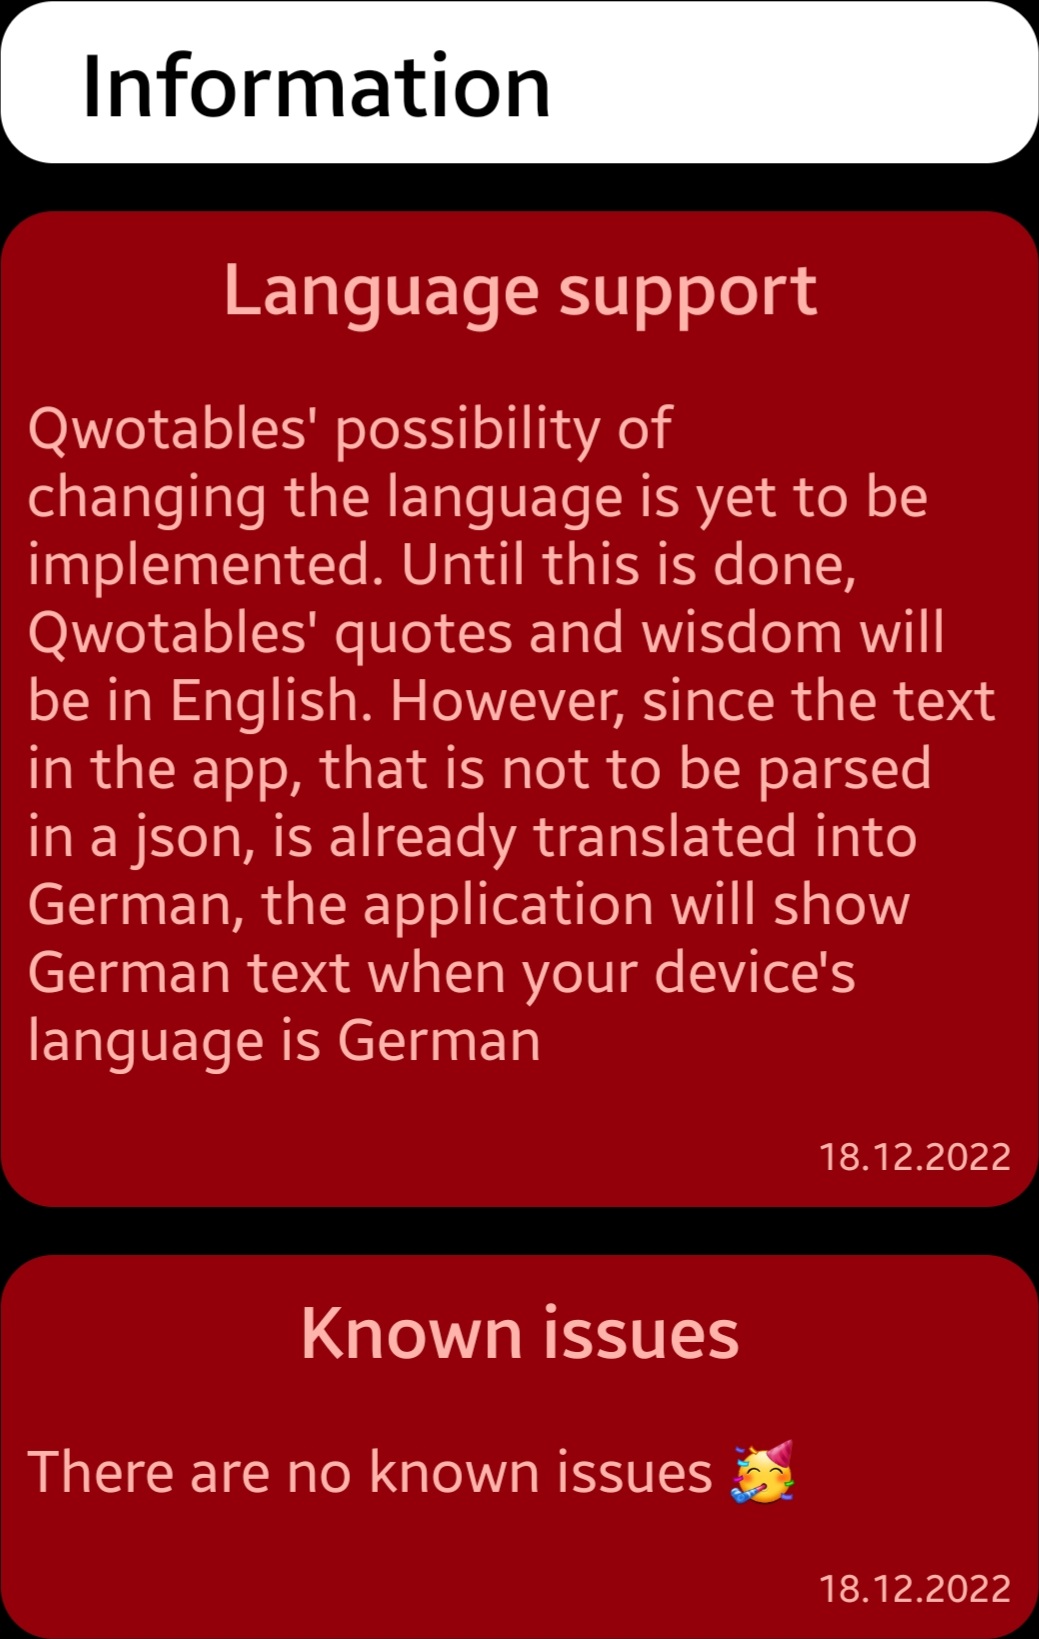 Information
Language support
Qwotables' possibility of
changing the language is yet to be
implemented. Until this is done,
Qwotables' quotes and wisdom will
be in English. However, since the text
in the app, that is not to be parsed
in a json, is already translated into
German, the application will show
German text when your device's
language is German
18.12.2022
Known issues
There are no known issues 🥳
18.12.2022